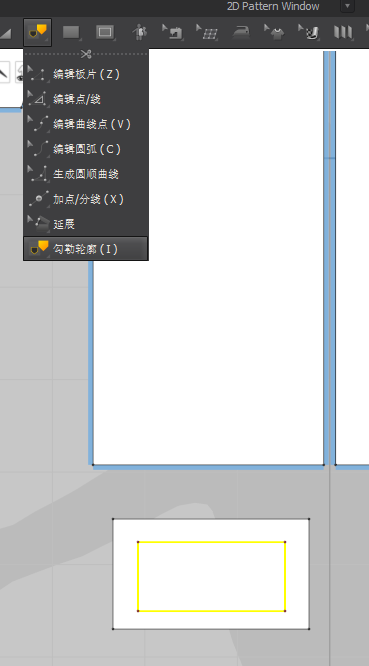 2D Pattern Window
编辑板片 ( Z )
编辑点/线
编辑曲线点 ( V )
编辑圆弧 ( C )
生成圆顺曲线
加点/分线 ( X )
延展
勾勒轮廓 ( I )